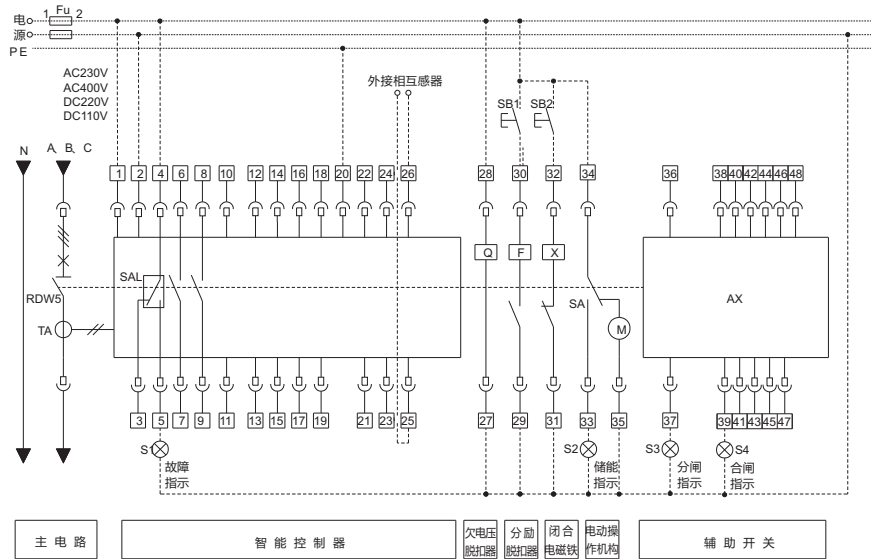 电 1 Fu 2
源
PE
AC230V
AC400V
DC220V
DC110V
外接相互感器
SB1 SB2
N A、B、C
1 2 4 6 8 10 12 14 16 18 20 22 24 26 28 30 32 34 36 38 40 42 44 46 48
Q F X
SAL
RDW5
SA
AX
TA
M
3 5 7 9 11 13 15 17 19 21 23 25 27 29 31 33 35 37 39 41 43 45 47
S1 S2 S3 S4
故障
指示
储能
指示
分闸
指示
合闸
指示
主电路
智能控制器
欠电压
脱扣器
分励
脱扣器
闭合
电磁铁
电动操
作机构
辅助开关